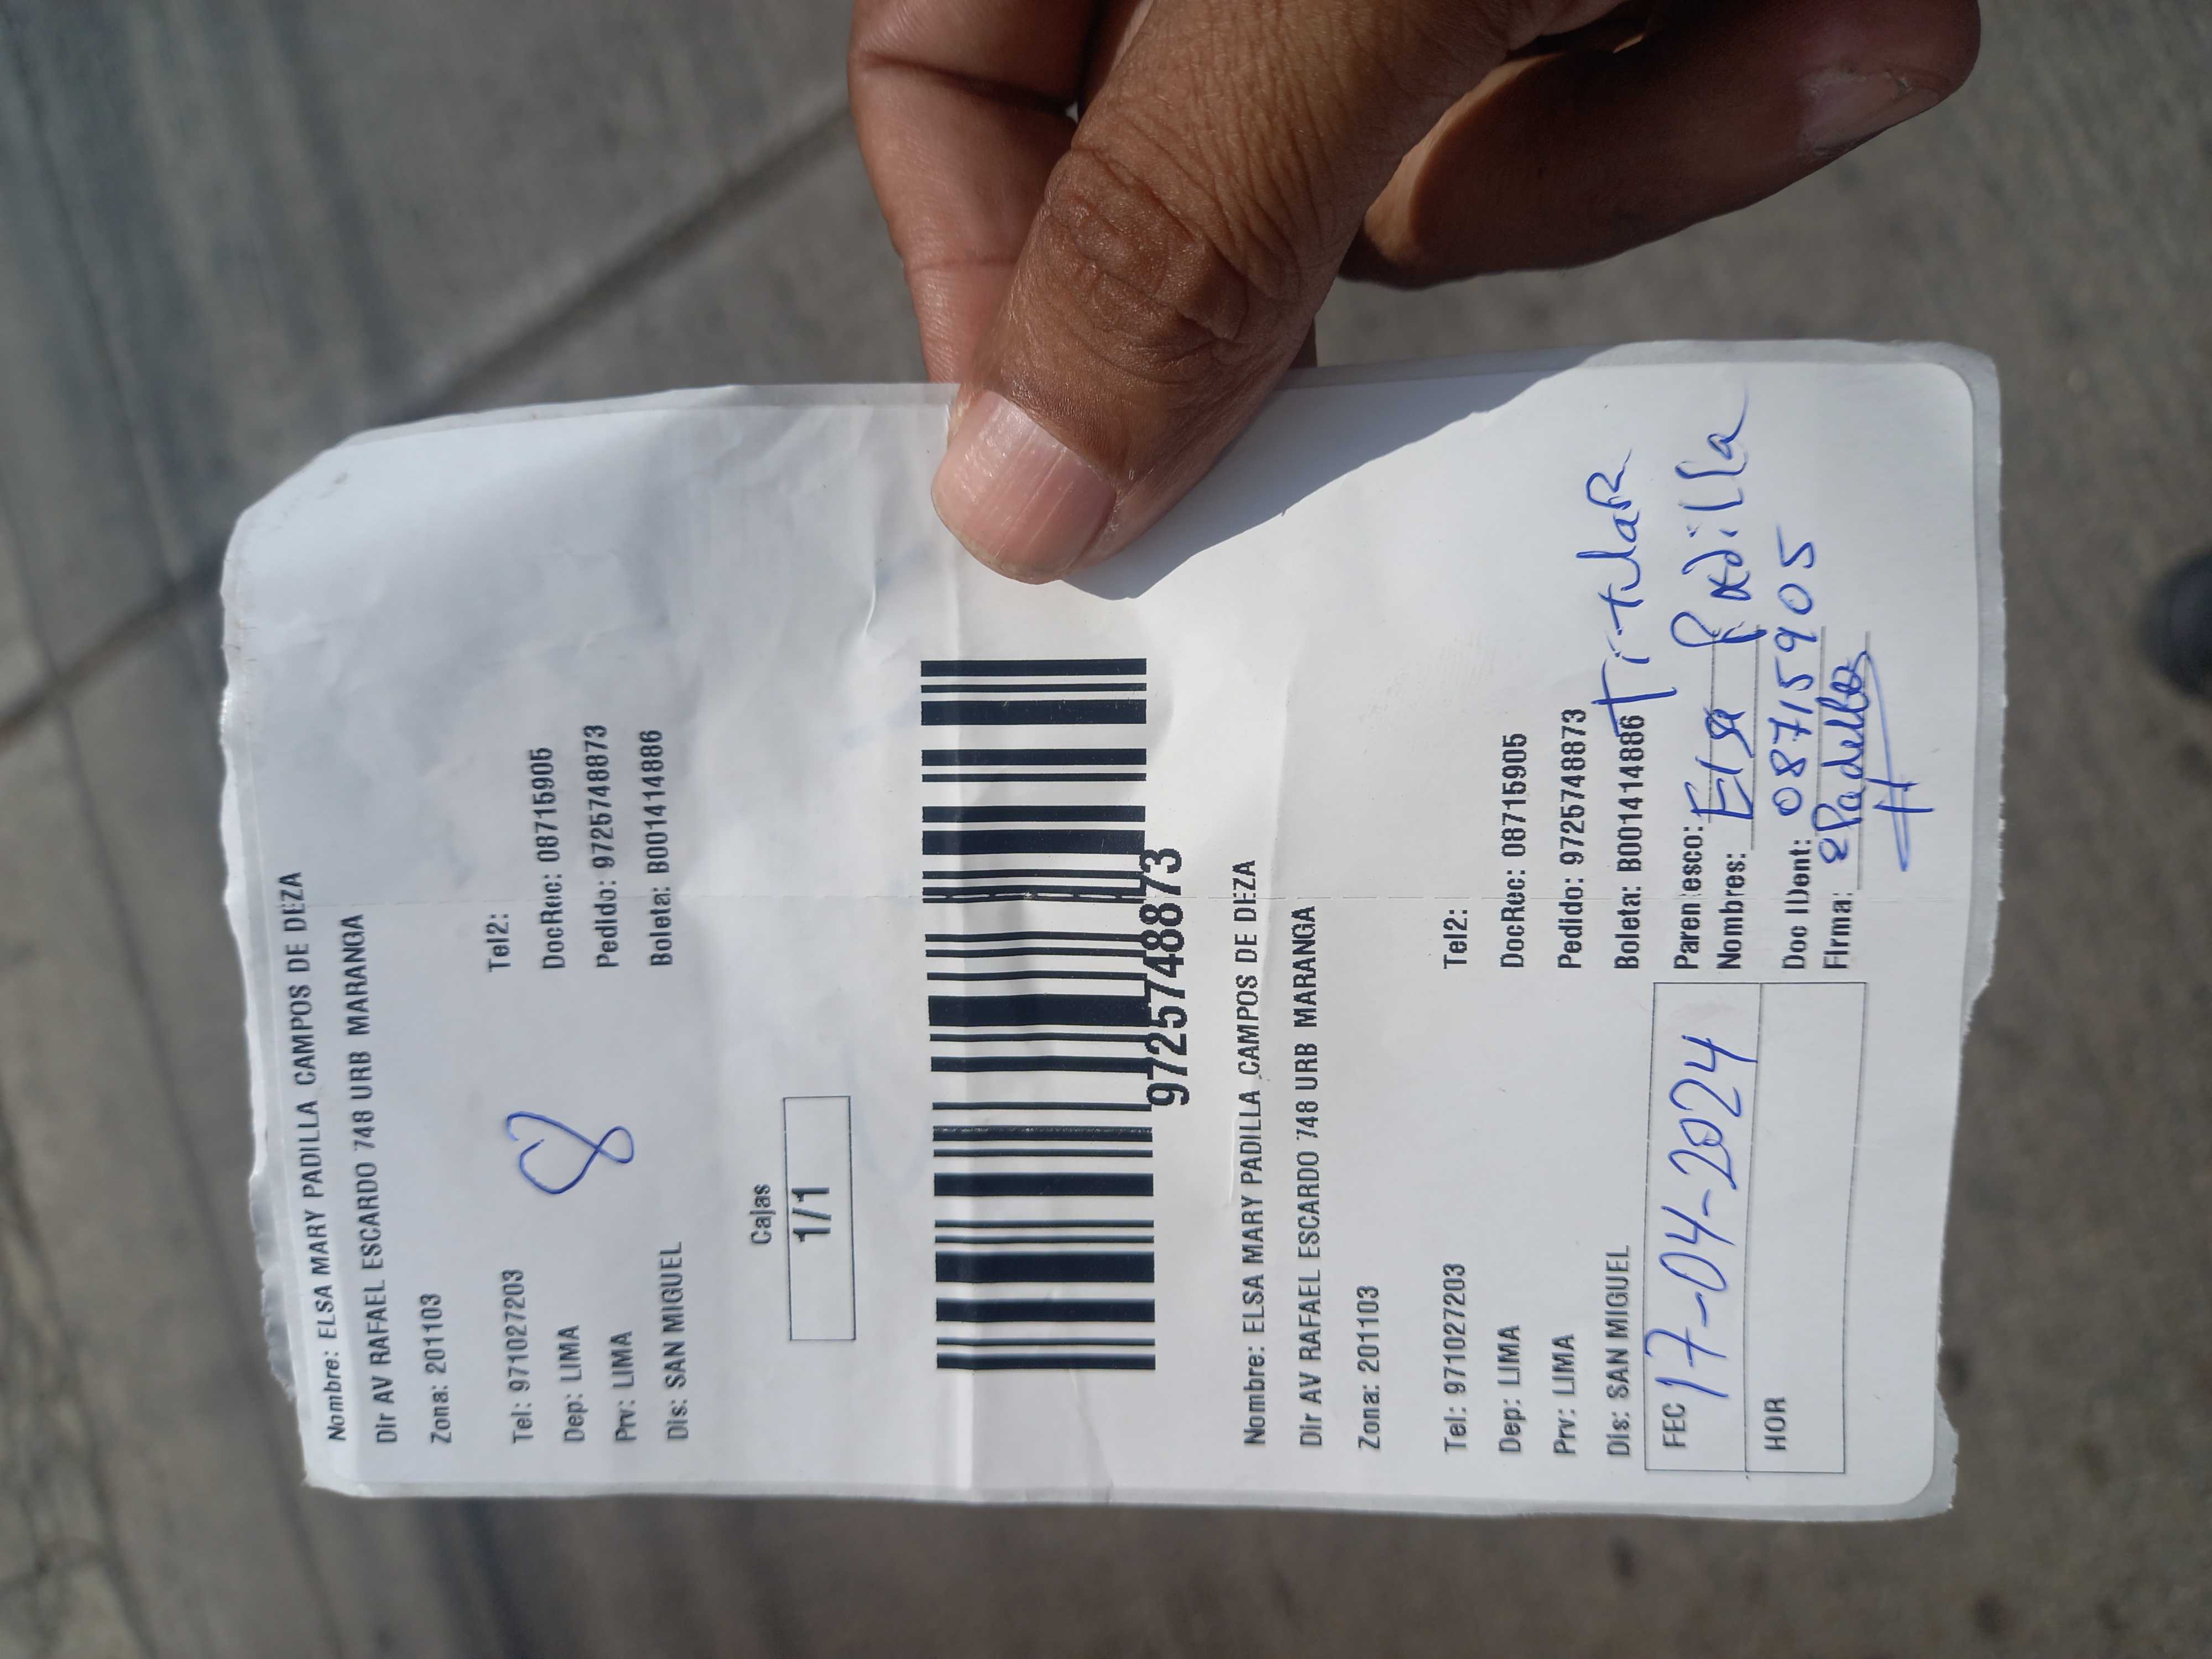 Nombre: ELSA MARY PADILLA CAMPOS DE DEZA
Dir AV RAFAEL ESCARDO 748 URB MARANGA
Zona: 201103
Tel: 971027203 Tel2:
Dep: LIMA DocRec: 08715905
Prv: LIMA Pedido: 9725748873
Dis: SAN MIGUEL Boleta: B001414886
8
Cajas
1/1
9725748873
Nombre: ELSA MARY PADILLA CAMPOS DE DEZA
Dir AV RAFAEL ESCARDO 748 URB MARANGA
Zona: 201103
Tel: 971027203 Tel2:
Dep: LIMA DocRec: 08715905
Prv: LIMA Pedido: 9725748873
Dis: SAN MIGUEL Boleta: B001414886
FEC 17-04-2024 Parentesco: Titular
Nombres: Elsa Padilla
HOR Doc IDent: 08715905
Firma: EPadilla